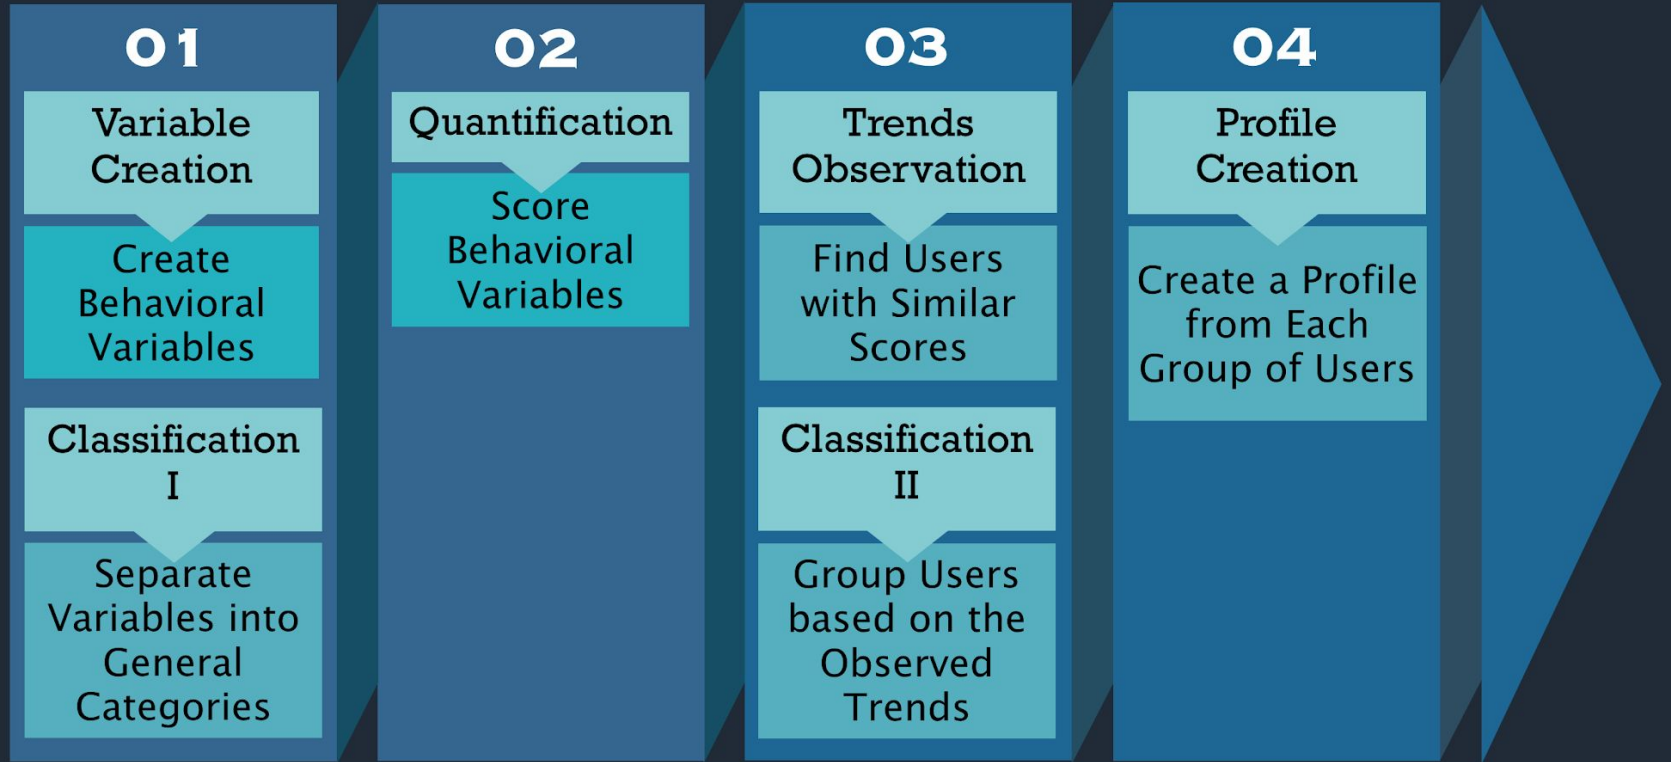 01
Variable
Creation
Create
Behavioral
Variables
Classification
I
Separate
Variables into
General
Categories
02
Quantification
Score
Behavioral
Variables
03
Trends
Observation
Find Users
with Similar
Scores
Classification
II
Group Users
based on the
Observed
Trends
04
Profile
Creation
Create a Profile
from Each
Group of Users